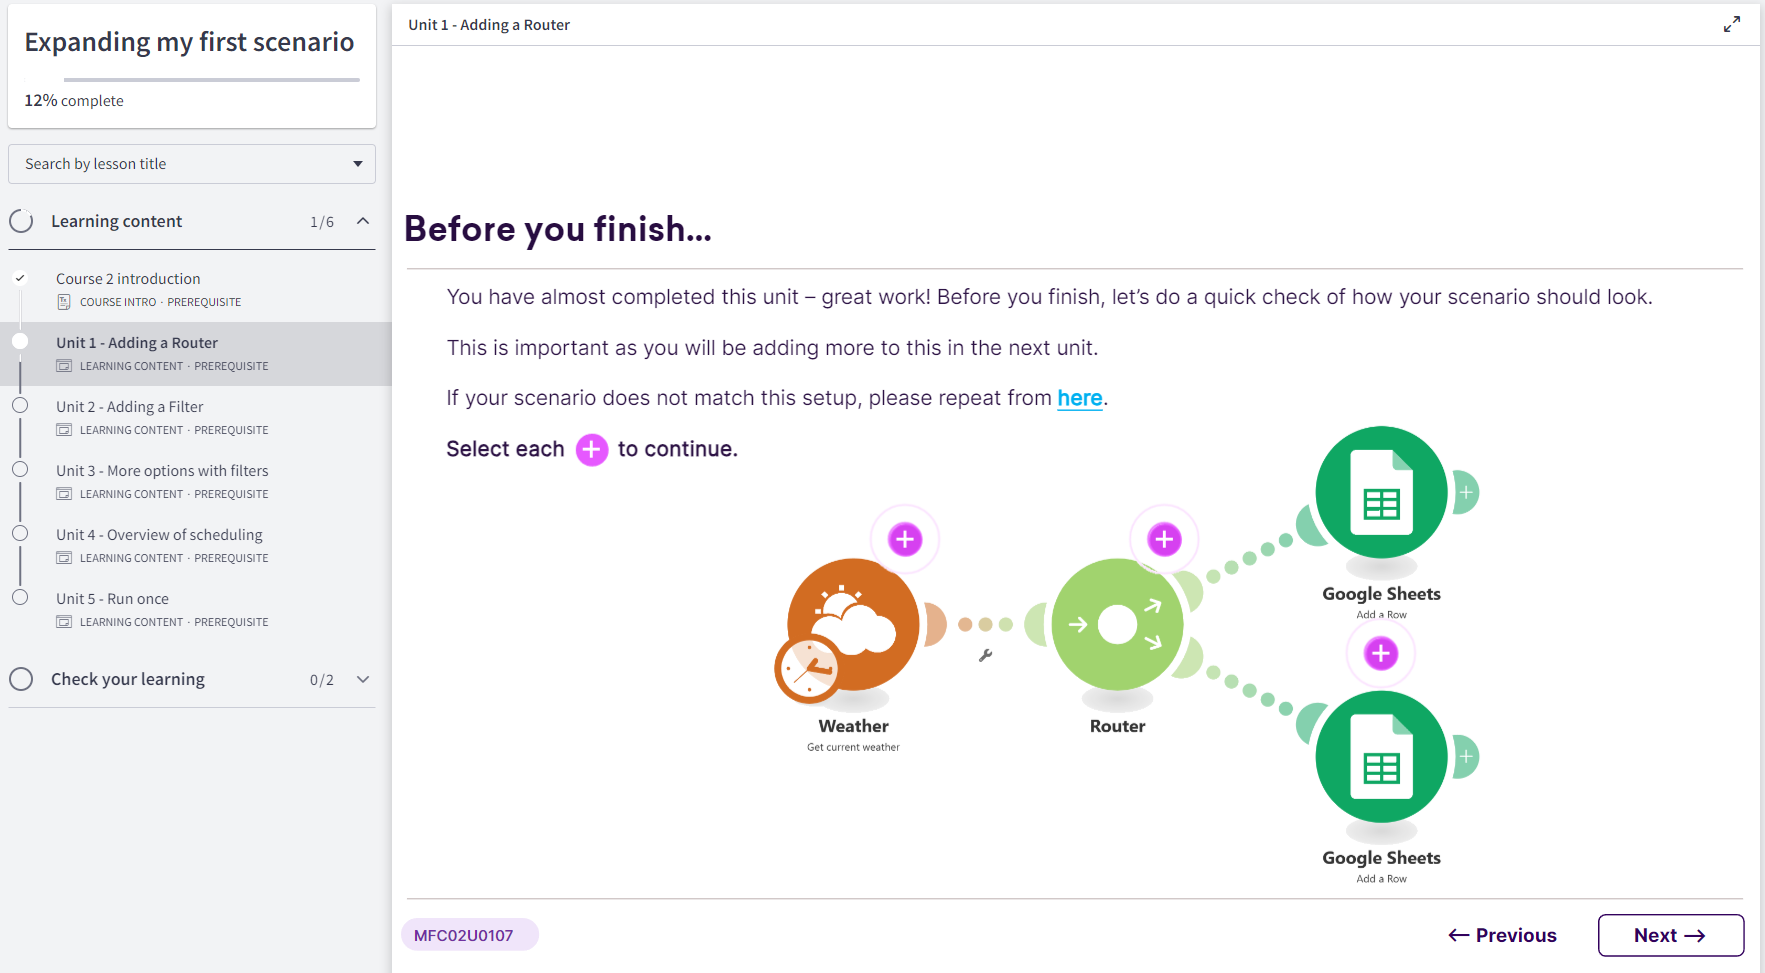 Expanding my first scenario
12% complete
Search by lesson title
Learning content 1/6
Course 2 introduction
COURSE INTRO · PREREQUISITE
Unit 1 - Adding a Router
LEARNING CONTENT · PREREQUISITE
Unit 2 - Adding a Filter
LEARNING CONTENT · PREREQUISITE
Unit 3 - More options with filters
LEARNING CONTENT · PREREQUISITE
Unit 4 - Overview of scheduling
LEARNING CONTENT · PREREQUISITE
Unit 5 - Run once
LEARNING CONTENT · PREREQUISITE
Check your learning 0/2
Unit 1 - Adding a Router
Before you finish...
You have almost completed this unit – great work! Before you finish, let’s do a quick check of how your scenario should look.
This is important as you will be adding more to this in the next unit.
If your scenario does not match this setup, please repeat from here.
Select each + to continue.
Weather
Get current weather
Router
Google Sheets
Add a Row
Google Sheets
Add a Row
MFC02U0107
← Previous
Next →